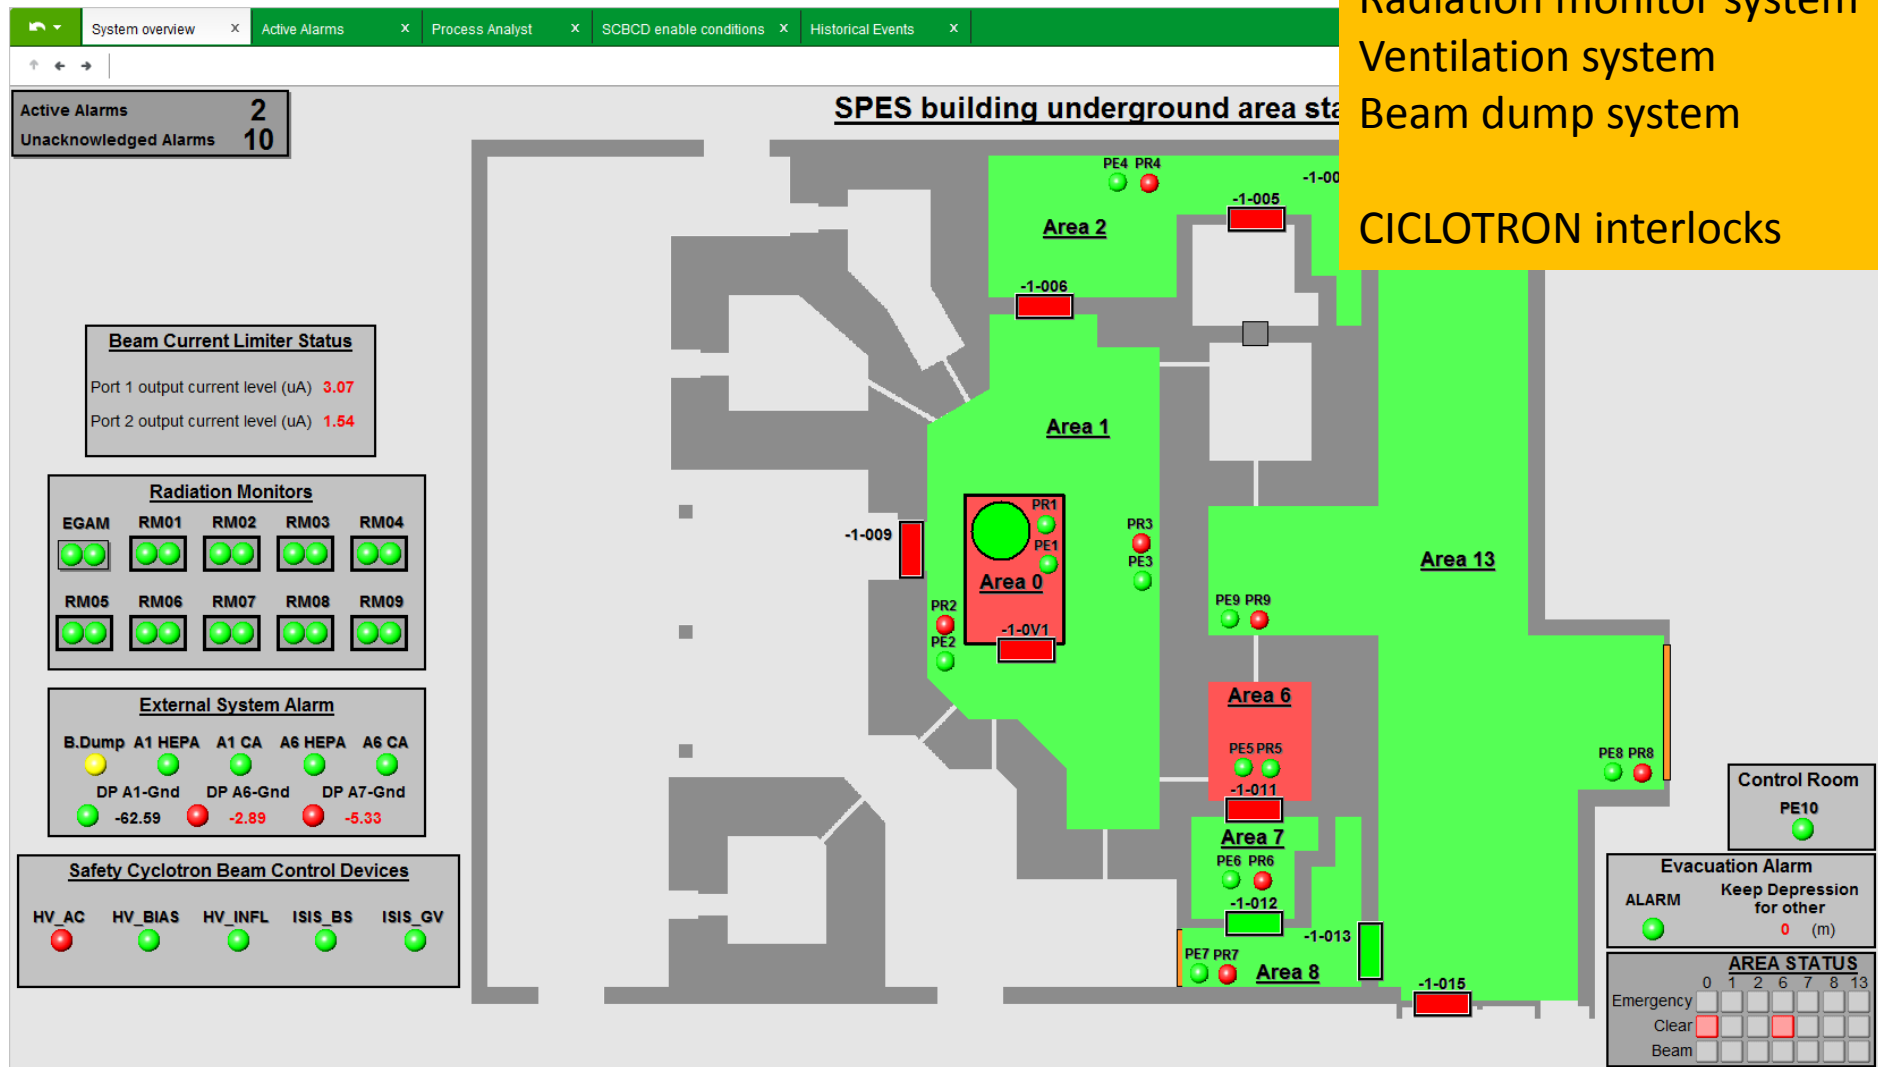 System overview X Active Alarms X Process Analyst X SCBCD enable conditions X Historical Events X
Radiation monitor system
Ventilation system
Beam dump system
CICLOTRON interlocks
Active Alarms 2
Unacknowledged Alarms 10
SPES building underground area sta
PE4 PR4
-1-00
-1-005
Area 2
-1-006
Beam Current Limiter Status
Port 1 output current level (uA) 3.07
Port 2 output current level (uA) 1.54
Area 1
Radiation Monitors
EGAM RM01 RM02 RM03 RM04
RM05 RM06 RM07 RM08 RM09
-1-009
PR1
PE1
Area 0
PR3
PE3
PR2
PE2
-1-0V1
Area 13
PE9 PR9
Area 6
PE5 PR5
-1-011
PE8 PR8
External System Alarm
B.Dump A1 HEPA A1 CA A6 HEPA A6 CA
DP A1-Gnd DP A6-Gnd DP A7-Gnd
-62.59 -2.89 -5.33
Area 7
PE6 PR6
-1-012
-1-013
PE7 PR7
Area 8
-1-015
Safety Cyclotron Beam Control Devices
HV_AC HV_BIAS HV_INFL ISIS_BS ISIS_GV
Control Room
PE10
Evacuation Alarm
ALARM
Keep Depression
for other
0 (m)
AREA STATUS
0 1 2 6 7 8 13
Emergency
Clear
Beam